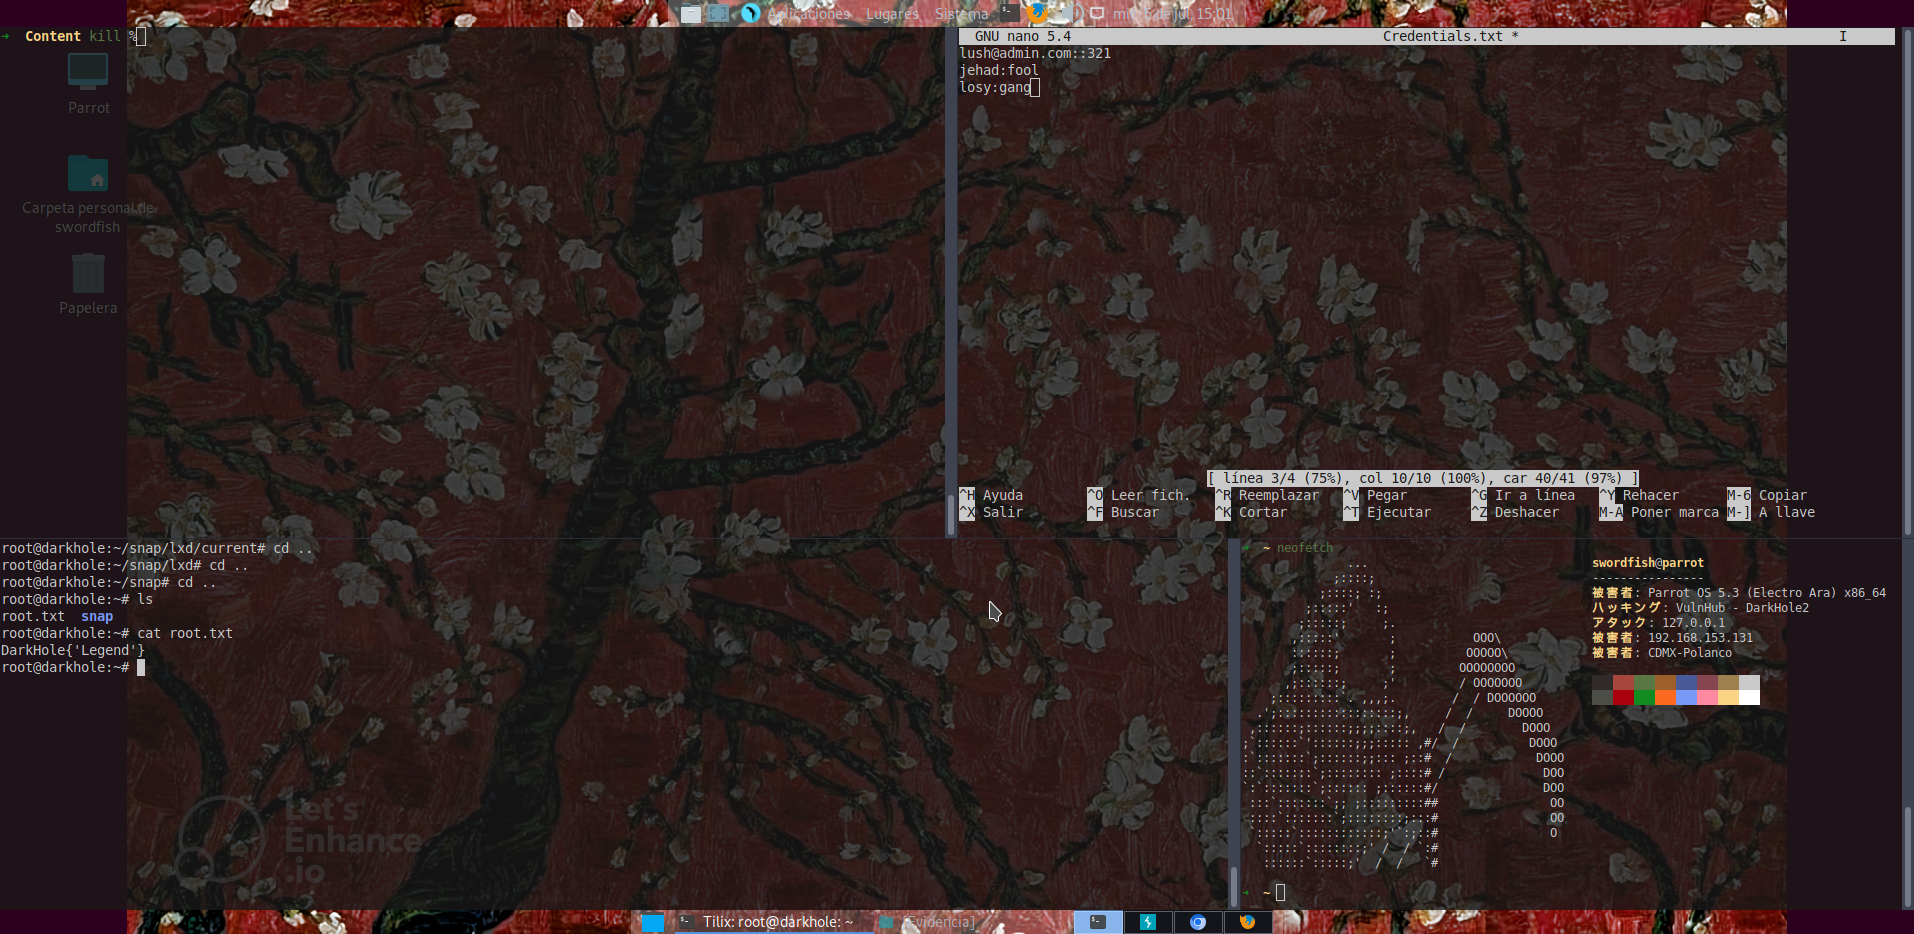 Aplicaciones Lugares Sistema mié 6 de jul, 15:01
➜ Content kill %
Parrot
Carpeta personal de
swordfish
Papelera
GNU nano 5.4 Credentials.txt * I
lush@admin.com::321
jehad:fool
losy:gang
[ línea 3/4 (75%), col 10/10 (100%), car 40/41 (97%) ]
^H Ayuda ^O Leer fich. ^R Reemplazar ^V Pegar ^G Ir a línea ^Y Rehacer M-6 Copiar
^X Salir ^F Buscar ^K Cortar ^T Ejecutar ^Z Deshacer M-A Poner marca M-] A llave
root@darkhole:~/snap/lxd/current# cd ..
root@darkhole:~/snap/lxd# cd ..
root@darkhole:~/snap# cd ..
root@darkhole:~# ls
root.txt snap
root@darkhole:~# cat root.txt
DarkHole{'Legend'}
root@darkhole:~#
~ neofetch
swordfish@parrot
----------------
被害者: Parrot OS 5.3 (Electro Ara) x86_64
ハッキング: VulnHub - DarkHole2
アタック: 127.0.0.1
被害者: 192.168.153.131
被害者: CDMX-Polanco
➜ ~
Let's
Enhance
.io
Tilix: root@darkhole: ~
[Evidencia]